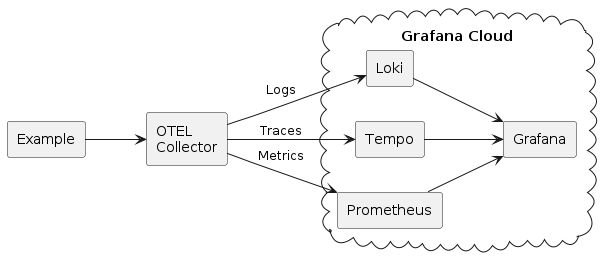 Grafana Cloud
Loki
Logs
Example
OTEL
Collector
Traces
Tempo
Grafana
Metrics
Prometheus